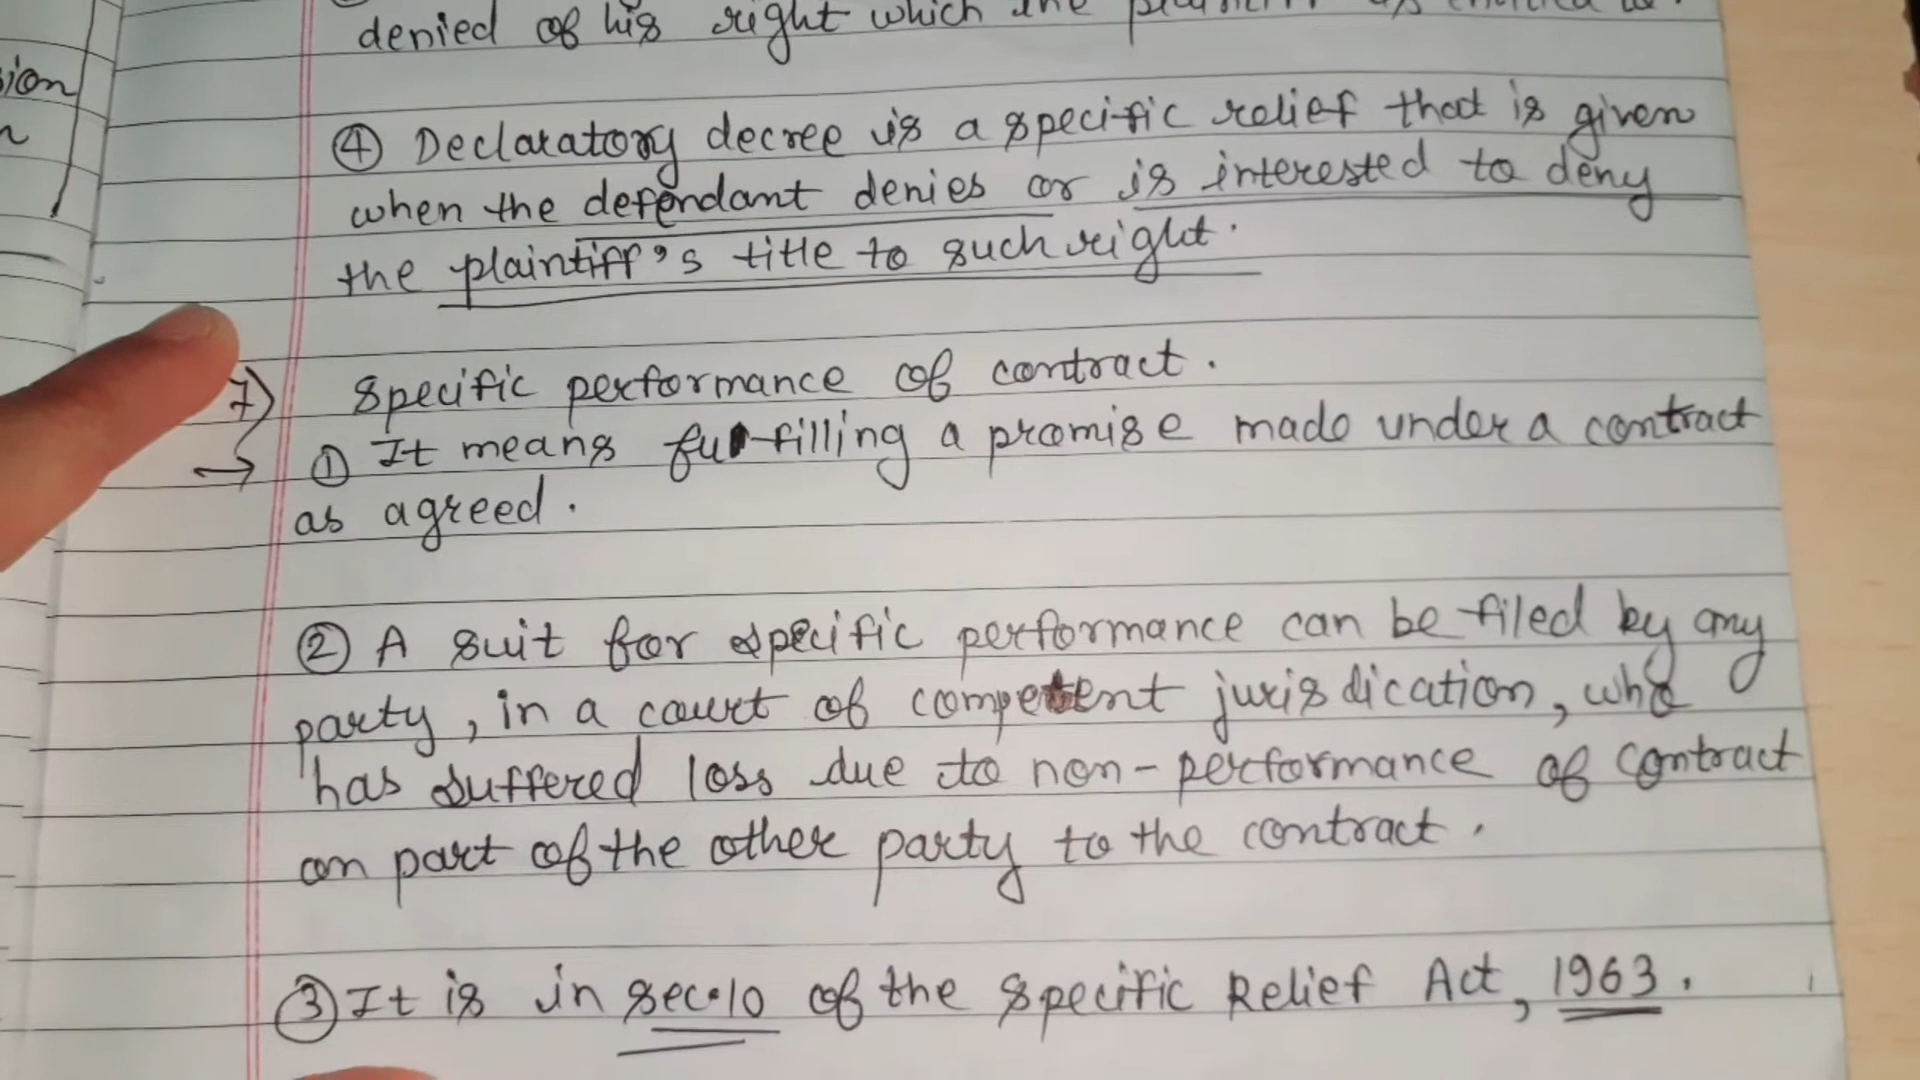 sion
n
denied of his right which the
④ Declaratory decree is a specific relief that is given
when the defendant denies or is interested to deny
the plaintiff's title to such right.
7) Specific performance of contract.
→ ① It means fulfilling a promise made under a contract
as agreed.
② A suit for specific performance can be filed by any
party, in a court of competent jurisdication, who
has suffered loss due to non-performance of contract
on part of the other party to the contract.
③ It is in sec.10 of the Specific Relief Act, 1963.